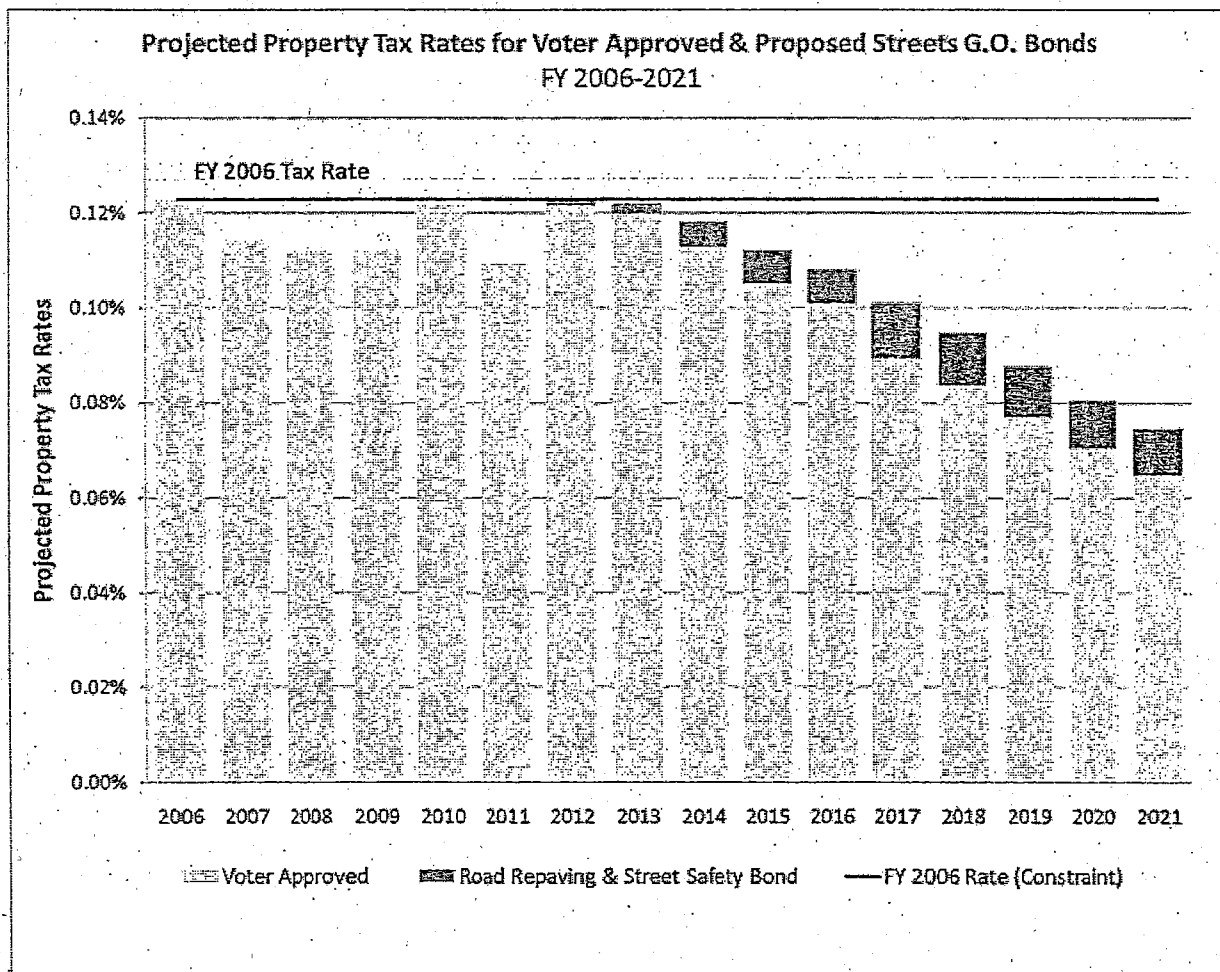 Projected Property Tax Rates for Voter Approved & Proposed Streets G.O. Bonds
FY 2006-2021
0.14%
FY 2006 Tax Rate
0.12%
0.10%
0.08%
0.06%
0.04%
0.02%
0.00%
Projected Property Tax Rates
2006 2007 2008 2009 2010 2011 2012 2013 2014 2015 2016 2017 2018 2019 2020 2021
Voter Approved Road Repaving & Street Safety Bond FY 2006 Rate (Constraint)